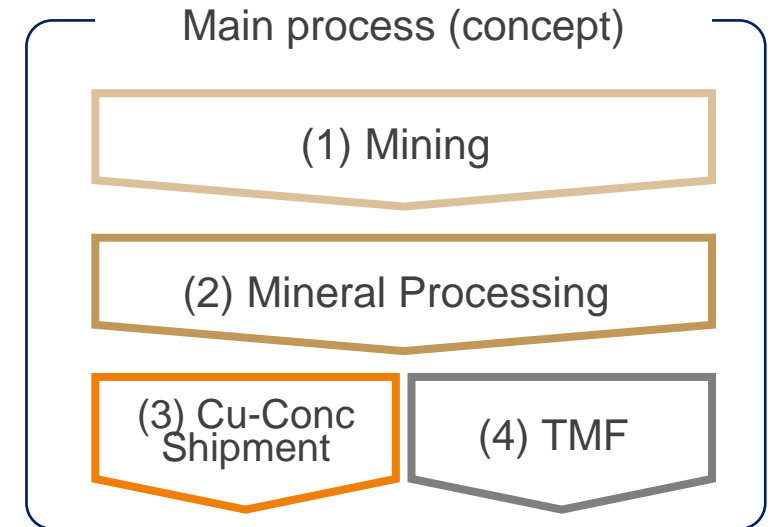 Main process (concept)
(1) Mining
(2) Mineral Processing
(3) Cu-Conc
Shipment
(4) TMF